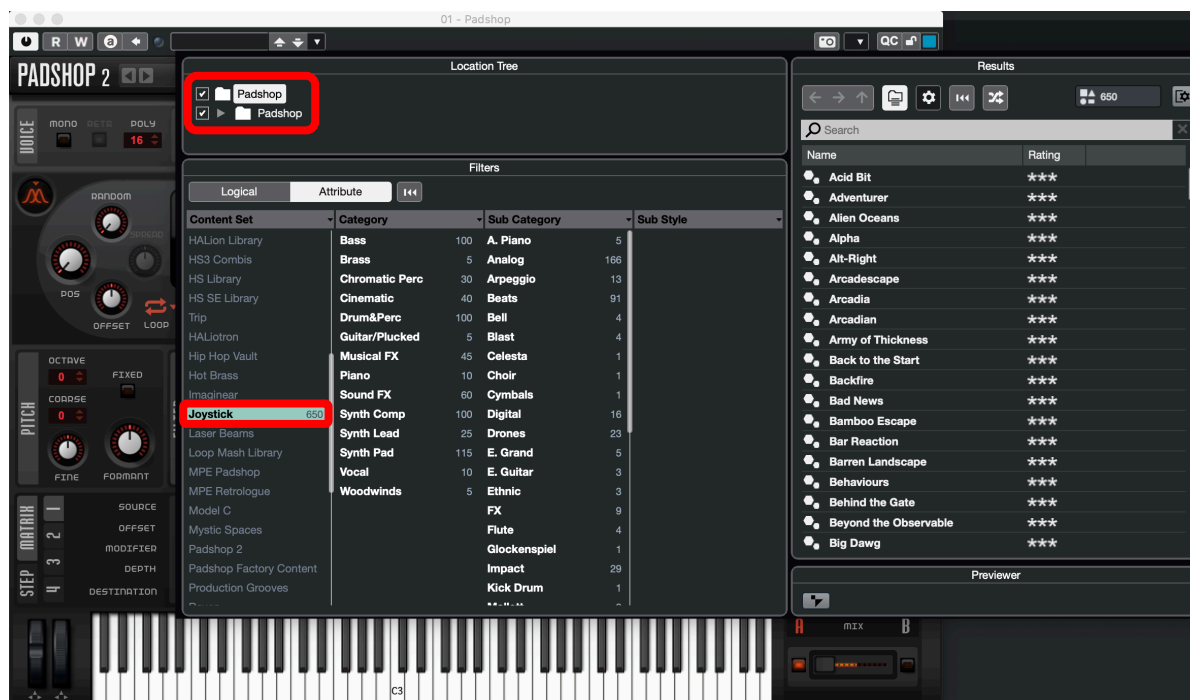 01 - Padshop
R W a QC
PADSHOP 2
Location Tree
Padshop
Padshop
Results
650
Search
Name Rating
Acid Bit ***
Adventurer ***
Alien Oceans ***
Alpha ***
Alt-Right ***
Arcadescape ***
Arcadia ***
Arcadian ***
Army of Thickness ***
Back to the Start ***
Backfire ***
Bad News ***
Bamboo Escape ***
Bar Reaction ***
Barren Landscape ***
Behaviours ***
Behind the Gate ***
Beyond the Observable ***
Big Dawg ***
Previewer
Filters
Logical Attribute
Content Set Category Sub Category Sub Style
HALion Library Bass 100 A. Piano 5
HS3 Combis Brass 5 Analog 166
HS Library Chromatic Perc 30 Arpeggio 13
HS SE Library Cinematic 40 Beats 91
Trip Drum&Perc 100 Bell 4
HALiotron Guitar/Plucked 5 Blast 4
Hip Hop Vault Musical FX 45 Celesta 1
Hot Brass Piano 10 Choir 1
Imaginear Sound FX 60 Cymbals 1
Joystick 650 Synth Comp 100 Digital 16
Laser Beams Synth Lead 25 Drones 23
Loop Mash Library Synth Pad 115 E. Grand 5
MPE Padshop Vocal 10 E. Guitar 3
MPE Retrologue Woodwinds 5 Ethnic 3
Model C FX 9
Mystic Spaces Flute 4
Padshop 2 Glockenspiel 1
Padshop Factory Content Impact 29
Production Grooves Kick Drum 1
VOICE
MONO RETR POLY
16
RANDOM
SPREAD
POS
OFFSET LOOP
PITCH
OCTAVE
0 FIXED
COARSE
0
FINE FORMANT
STEP MATRIX
1 2 3 4
SOURCE
OFFSET
MODIFIER
DEPTH
DESTINATION
C3
A MIX B